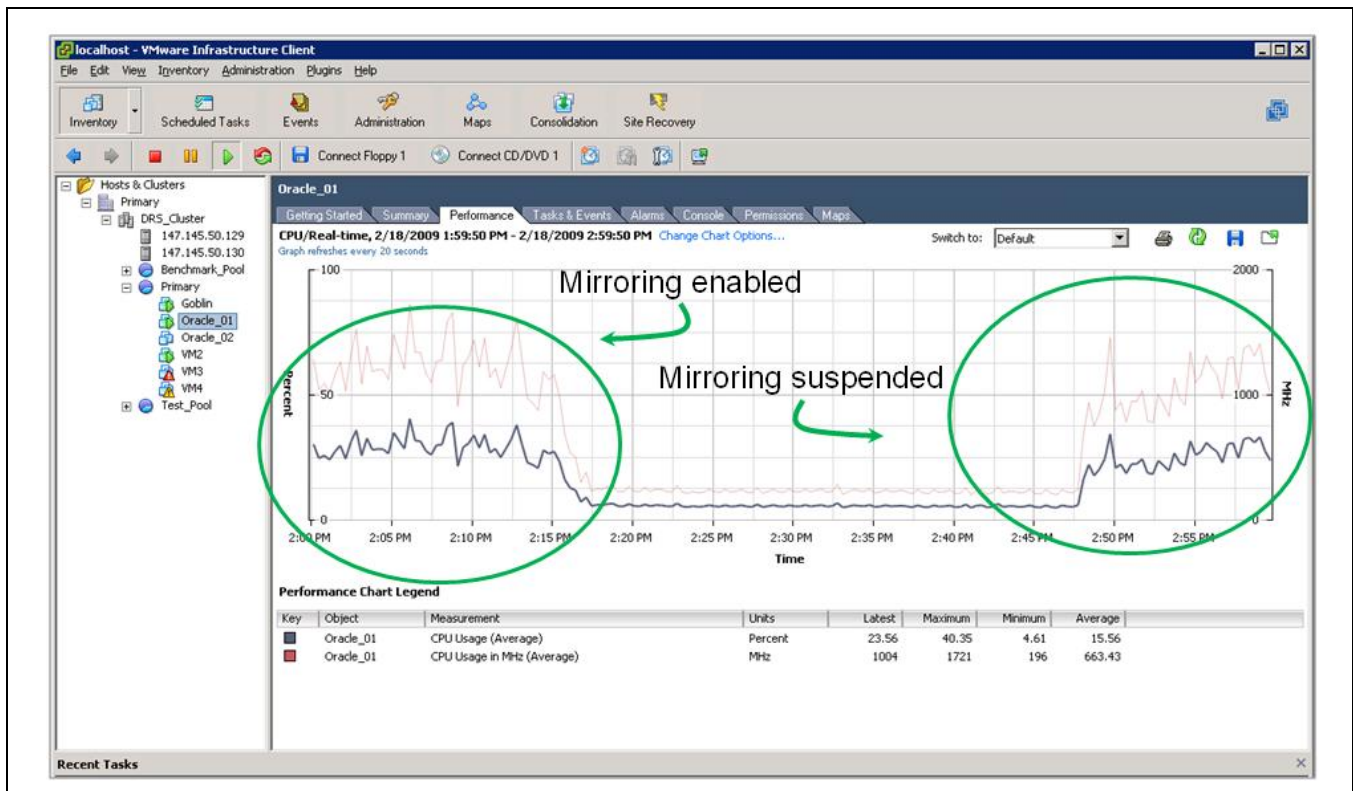 localhost - VMware Infrastructure Client
File Edit View Inventory Administration Plugins Help
Inventory Scheduled Tasks Events Administration Maps Consolidation Site Recovery
Connect Floppy 1 Connect CD/DVD 1
Hosts & Clusters
Primary
DRS_Cluster
147.145.50.129
147.145.50.130
Benchmark_Pool
Primary
Goblin
Oracle_01
Oracle_02
VM2
VM3
VM4
Test_Pool
Oracle_01
Getting Started Summary Performance Tasks & Events Alarms Console Permissions Maps
CPU/Real-time, 2/18/2009 1:59:50 PM - 2/18/2009 2:59:50 PM Change Chart Options... Switch to: Default
Graph refreshes every 20 seconds
100 2000
Mirroring enabled
Mirroring suspended
Percent
50 1000
MHz
0 0
2:00 PM 2:05 PM 2:10 PM 2:15 PM 2:20 PM 2:25 PM 2:30 PM 2:35 PM 2:40 PM 2:45 PM 2:50 PM 2:55 PM
Time
Performance Chart Legend
Key Object Measurement Units Latest Maximum Minimum Average
Oracle_01 CPU Usage (Average) Percent 23.56 40.35 4.61 15.56
Oracle_01 CPU Usage in MHz (Average) MHz 1004 1721 196 663.43
Recent Tasks